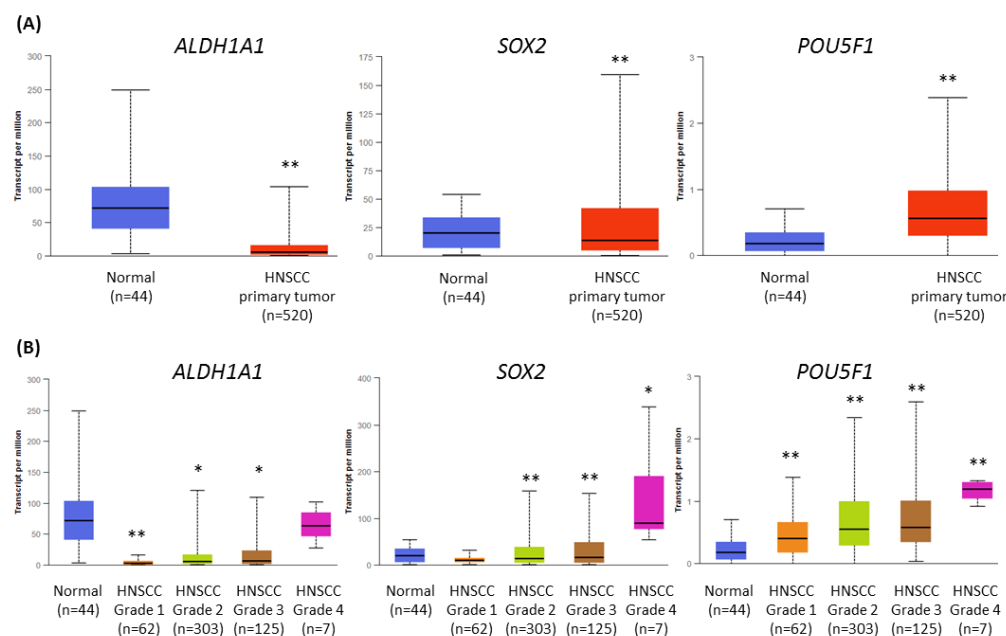 (A)
ALDH1A1
SOX2
POU5F1
Transcript per million
300
250
200
150
100
50
0
**
Normal
(n=44)
HNSCC
primary tumor
(n=520)
Transcript per million
175
150
125
100
75
50
25
0
**
Normal
(n=44)
HNSCC
primary tumor
(n=520)
Transcript per million
3
2
1
0
**
Normal
(n=44)
HNSCC
primary tumor
(n=520)
(B)
ALDH1A1
SOX2
POU5F1
Transcript per million
300
250
200
150
100
50
0
**
*
*
Normal
(n=44)
HNSCC
Grade 1
(n=62)
HNSCC
Grade 2
(n=303)
HNSCC
Grade 3
(n=125)
HNSCC
Grade 4
(n=7)
Transcript per million
400
300
200
100
0
**
**
*
Normal
(n=44)
HNSCC
Grade 1
(n=62)
HNSCC
Grade 2
(n=303)
HNSCC
Grade 3
(n=125)
HNSCC
Grade 4
(n=7)
Transcript per million
3
2
1
0
**
**
**
**
Normal
(n=44)
HNSCC
Grade 1
(n=62)
HNSCC
Grade 2
(n=303)
HNSCC
Grade 3
(n=125)
HNSCC
Grade 4
(n=7)